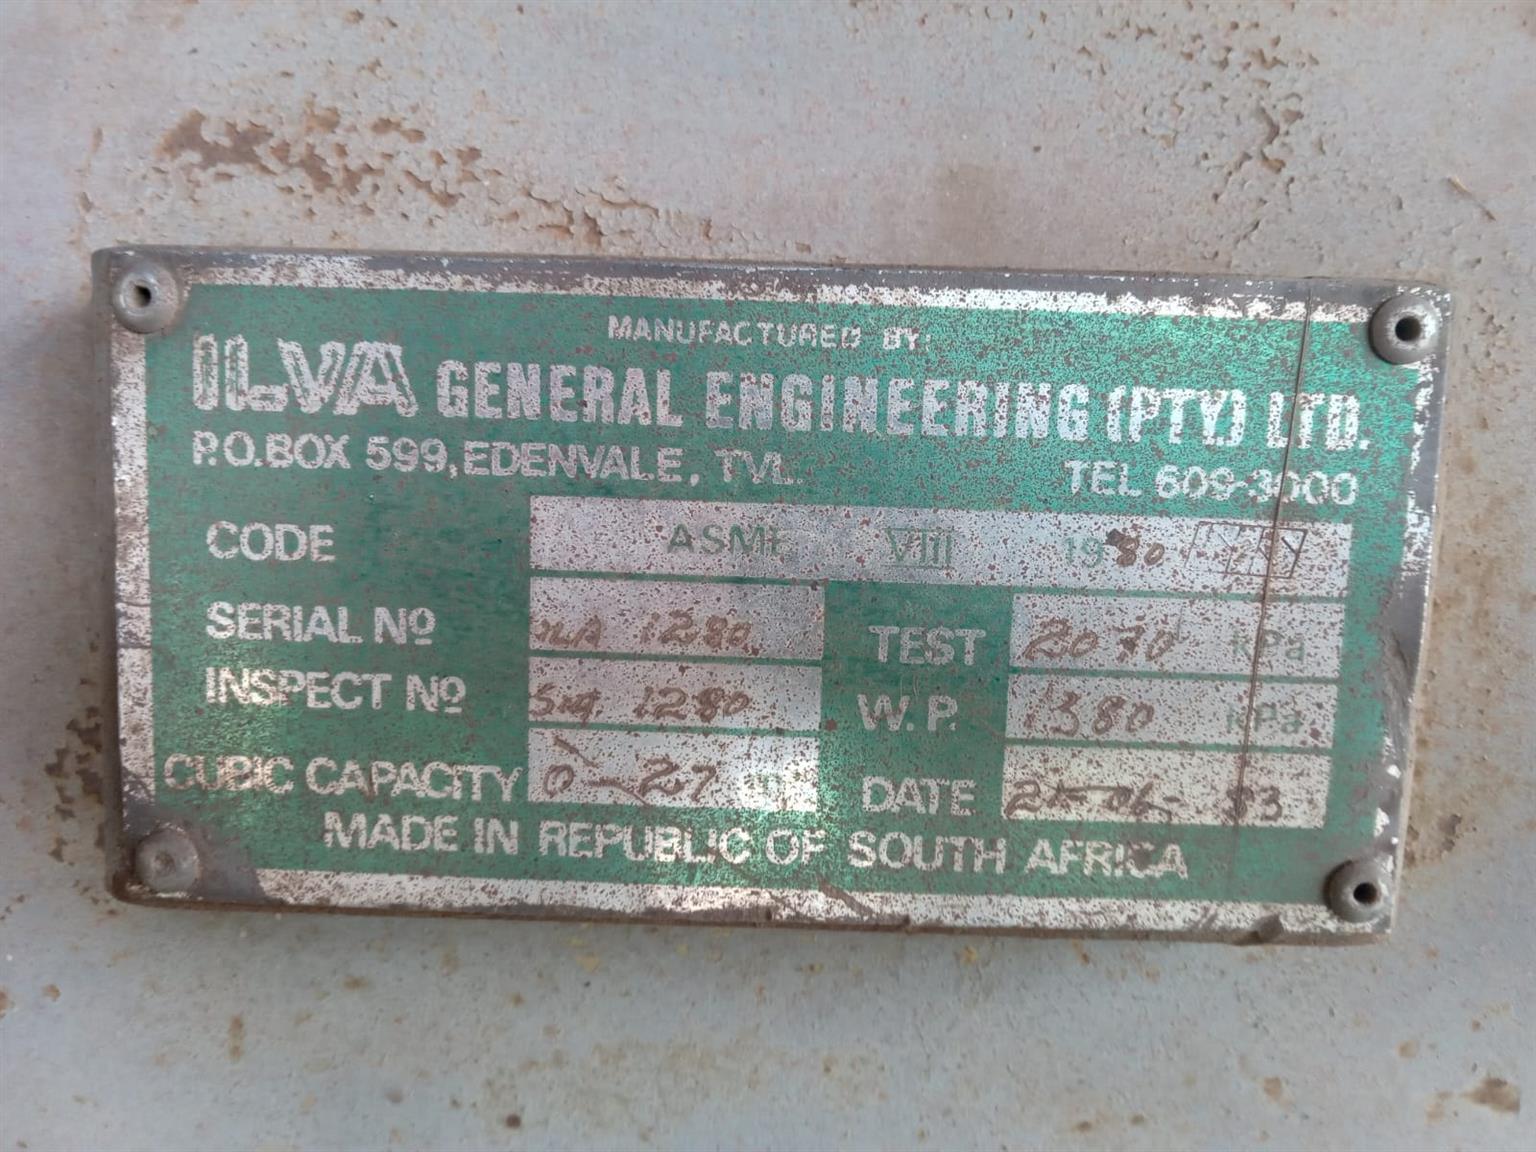 MANUFACTURED BY:
ILVA GENERAL ENGINEERING (PTY) LTD.
P.O.BOX 599, EDENVALE, TVL. TEL 609-3000
CODE ASME VIII 1980
SERIAL No 1280 TEST 2070 kPa
INSPECT No 1280 W.P. 1380 kPa
CUBIC CAPACITY 0-27 DATE 83
MADE IN REPUBLIC OF SOUTH AFRICA